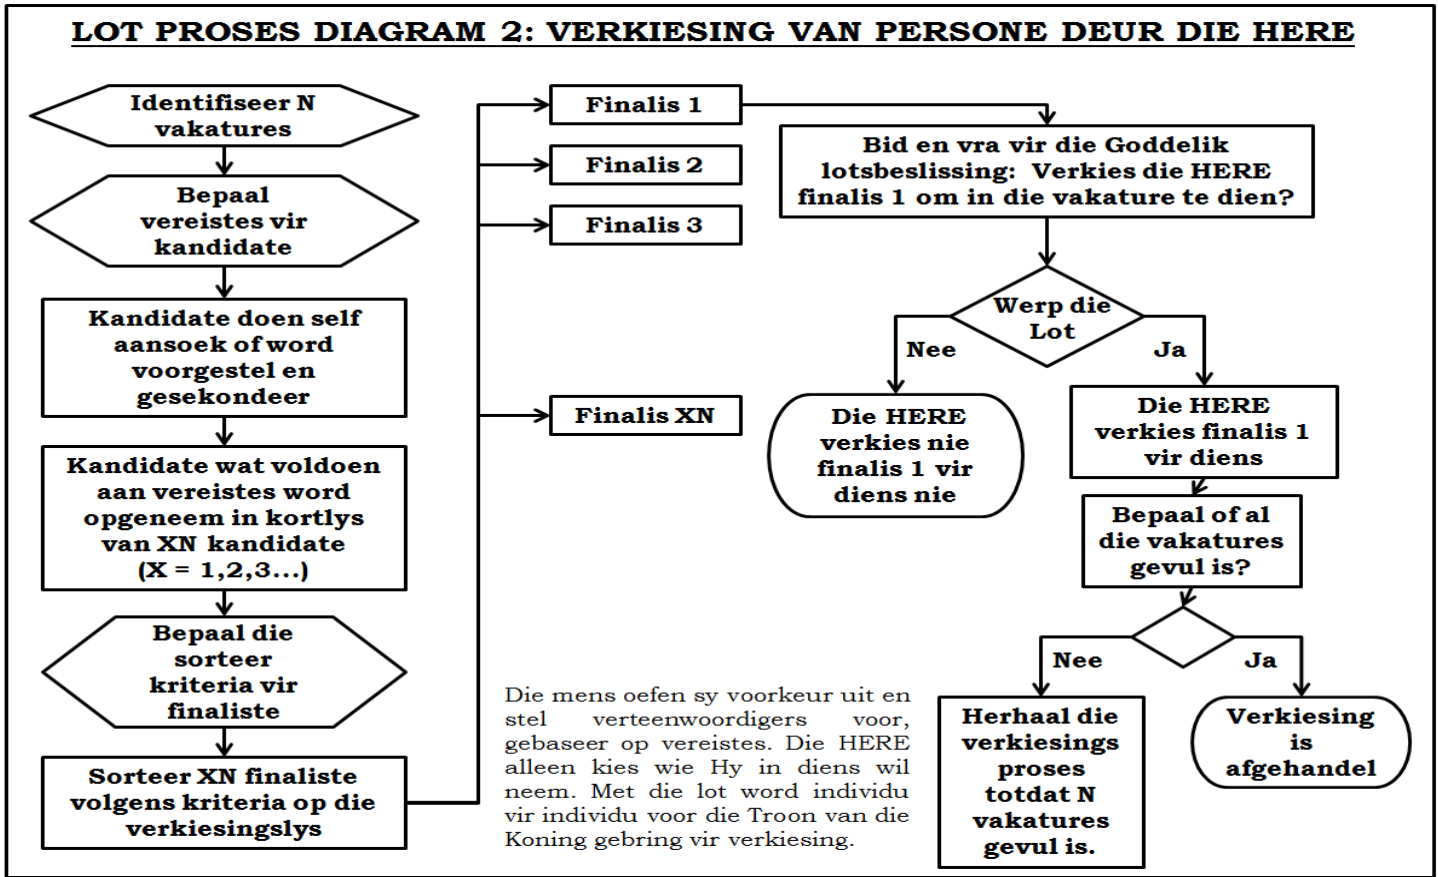 LOT PROSES DIAGRAM 2: VERKIESING VAN PERSONE DEUR DIE HERE
Identifiseer N
vakatures
Bepaal
vereistes vir
kandidate
Kandidate doen self
aansoek of word
voorgestel en
gesekondeer
Kandidate wat voldoen
aan vereistes word
opgeneem in kortlys
van XN kandidate
(X = 1,2,3...)
Bepaal die
sorteer
kriteria vir
finaliste
Sorteer XN finaliste
volgens kriteria op die
verkiesingslys
Finalis 1
Finalis 2
Finalis 3
Finalis XN
Bid en vra vir die Goddelik
lotsbeslissing: Verkies die HERE
finalis 1 om in die vakature te dien?
Werp die
Lot
Nee
Ja
Die HERE
verkies nie
finalis 1 vir
diens nie
Die HERE
verkies finalis 1
vir diens
Bepaal of al
die vakatures
gevul is?
Nee
Ja
Herhaal die
verkiesings
proses
totdat N
vakatures
gevul is.
Verkiesing
is
afgehandel
Die mens oefen sy voorkeur uit en
stel verteenwoordigers voor,
gebaseer op vereistes. Die HERE
alleen kies wie Hy in diens wil
neem. Met die lot word individu
vir individu voor die Troon van die
Koning gebring vir verkiesing.